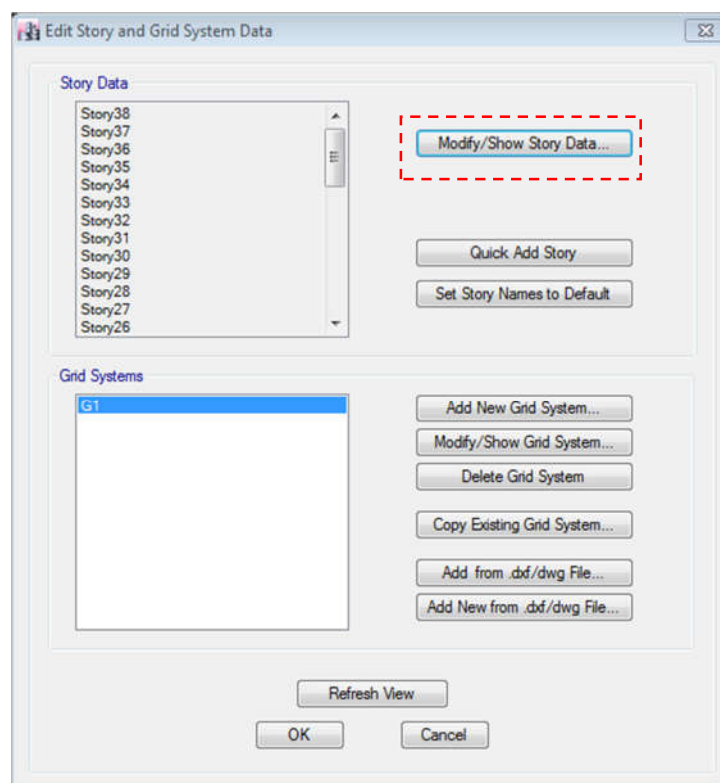 Edit Story and Grid System Data
Story Data
Story38
Story37
Story36
Story35
Story34
Story33
Story32
Story31
Story30
Story29
Story28
Story27
Story26
Modify/Show Story Data...
Quick Add Story
Set Story Names to Default
Grid Systems
G1
Add New Grid System...
Modify/Show Grid System...
Delete Grid System
Copy Existing Grid System...
Add from .dxf/dwg File...
Add New from .dxf/dwg File...
Refresh View
OK
Cancel